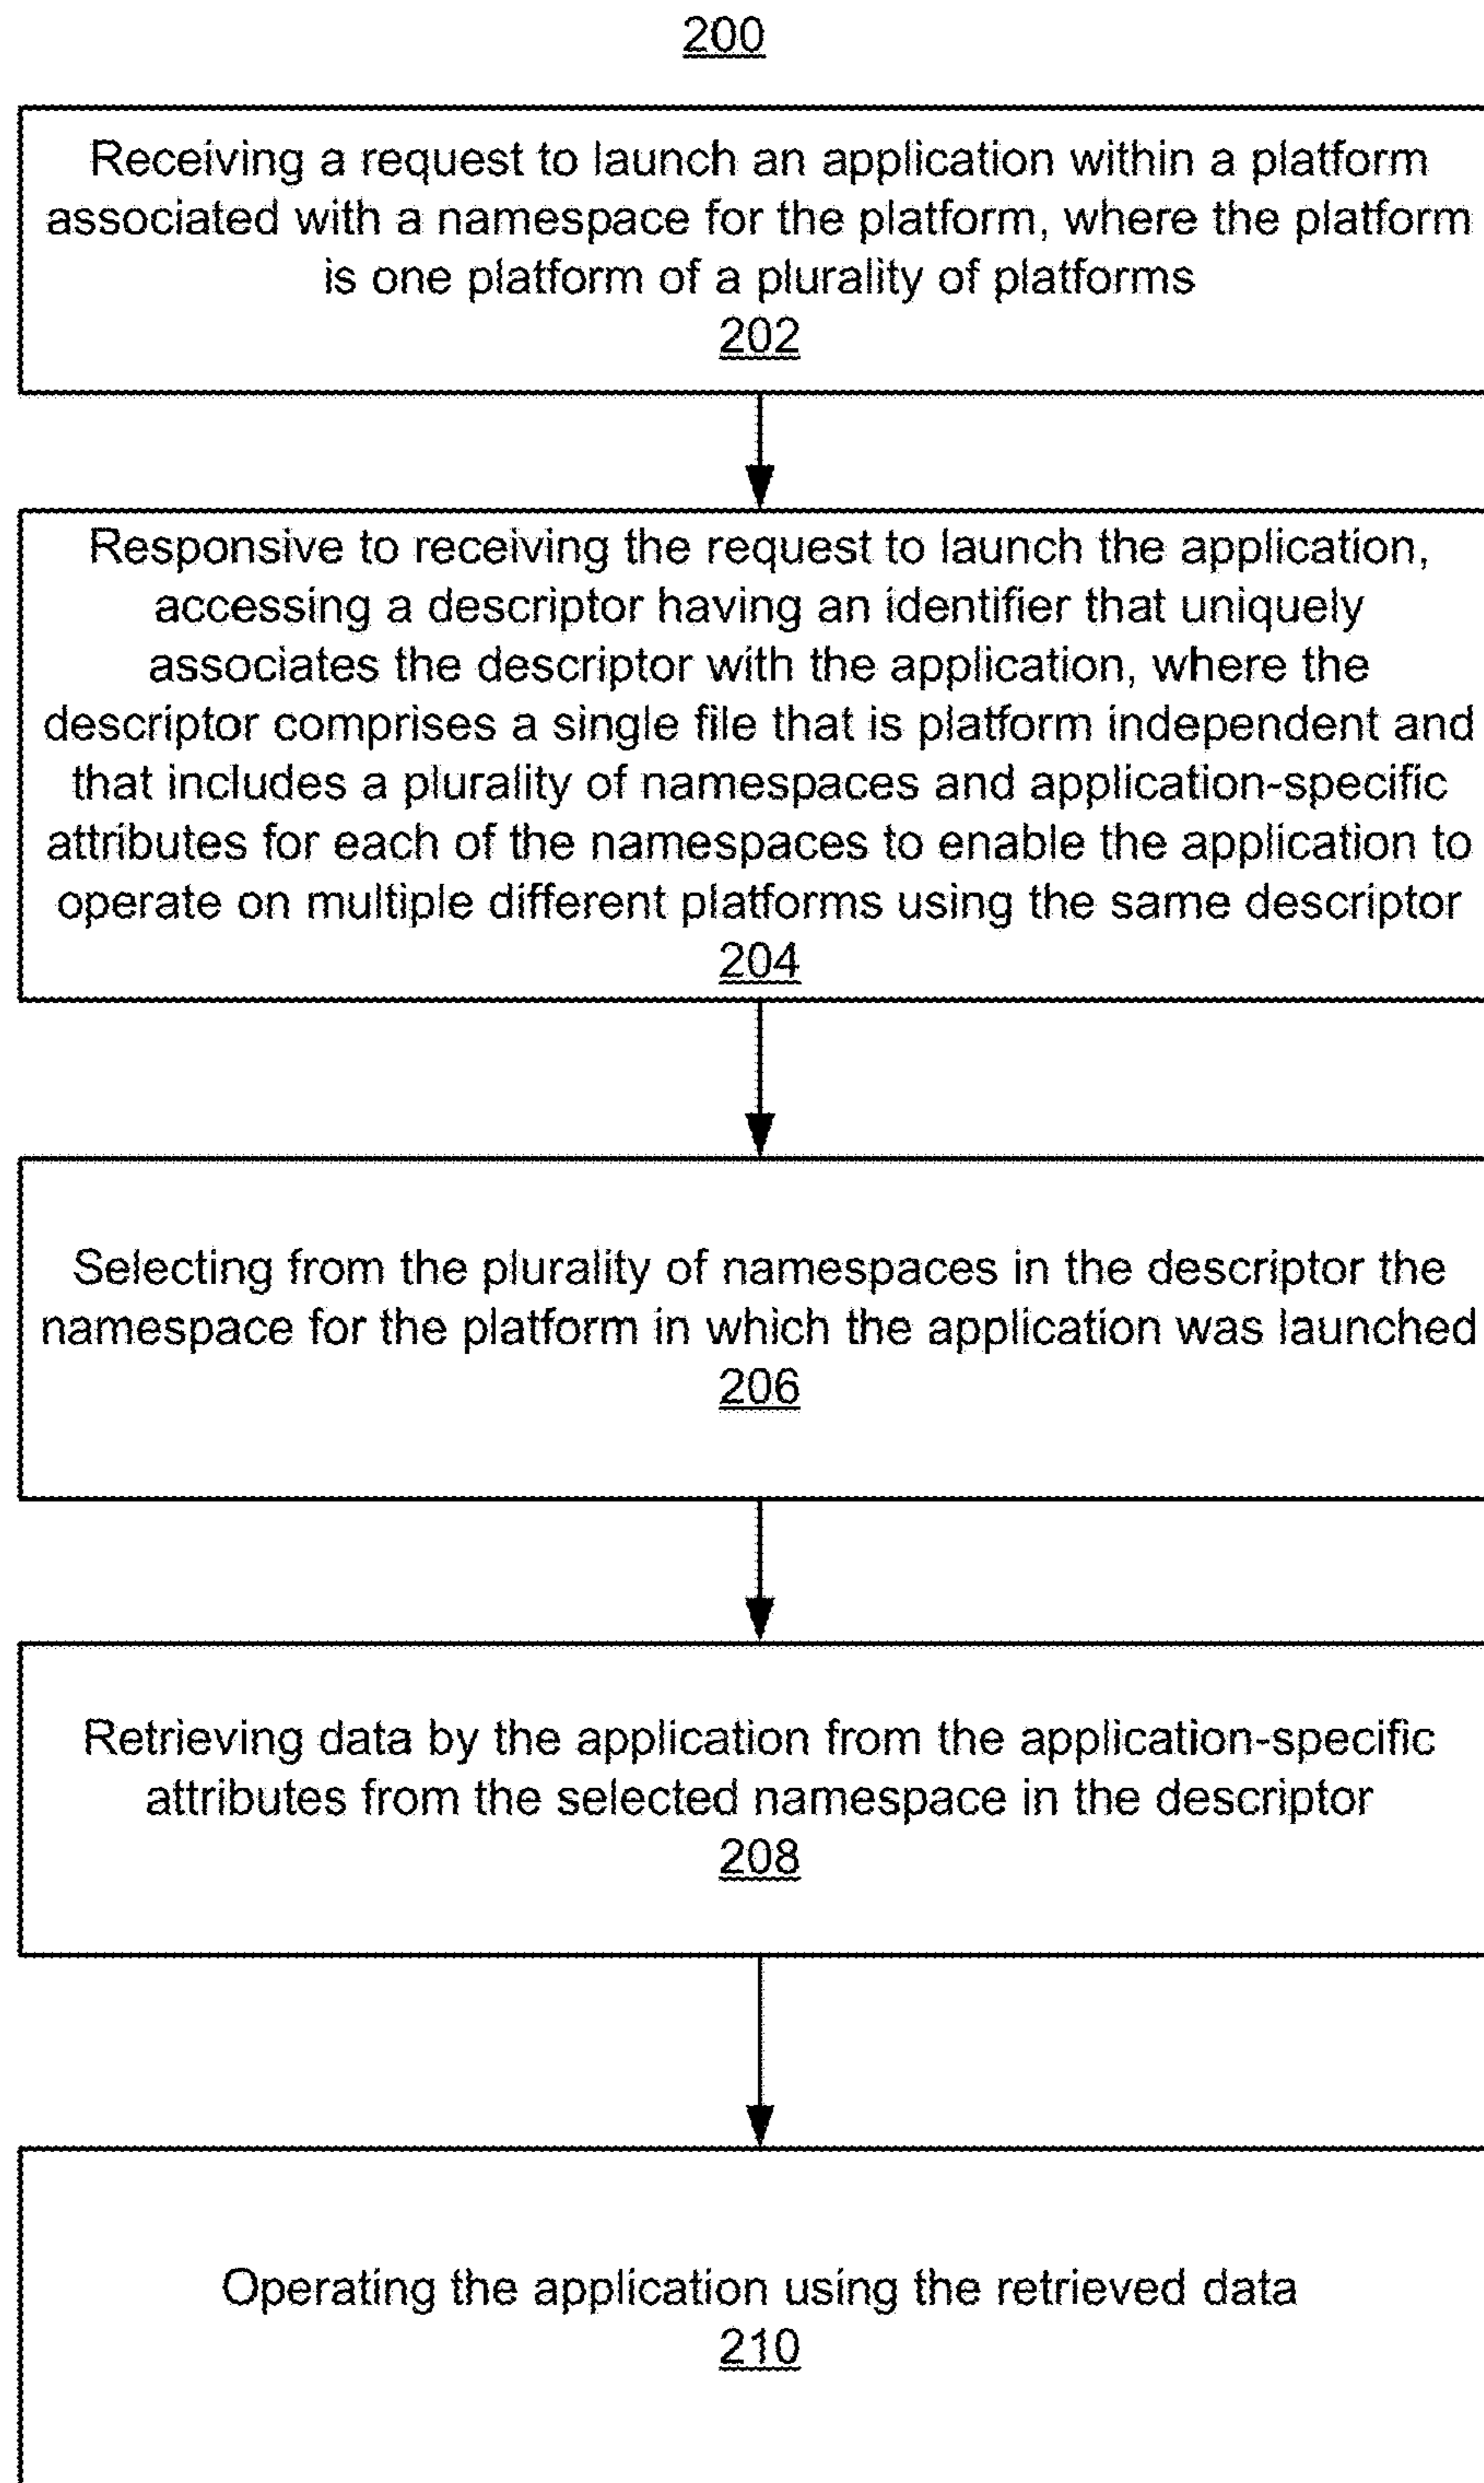 200
Receiving a request to launch an application within a platform
associated with a namespace for the platform, where the platform
is one platform of a plurality of platforms
202
Responsive to receiving the request to launch the application,
accessing a descriptor having an identifier that uniquely
associates the descriptor with the application, where the
descriptor comprises a single file that is platform independent and
that includes a plurality of namespaces and application-specific
attributes for each of the namespaces to enable the application to
operate on multiple different platforms using the same descriptor
204
Selecting from the plurality of namespaces in the descriptor the
namespace for the platform in which the application was launched
206
Retrieving data by the application from the application-specific
attributes from the selected namespace in the descriptor
208
Operating the application using the retrieved data
210